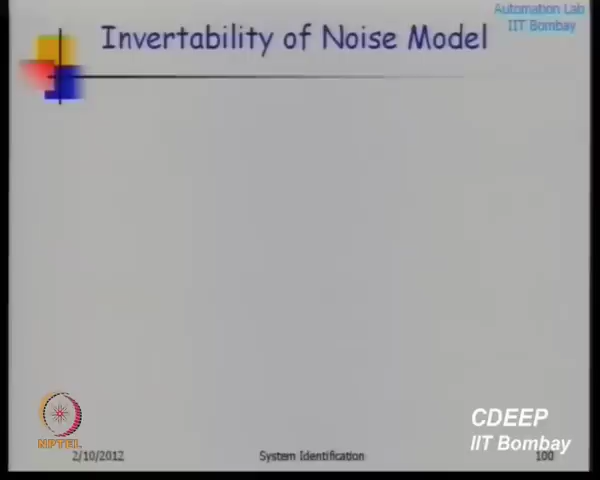 Automation Lab
IIT Bombay
Invertability of Noise Model
CDEEP
IIT Bombay
NPTEL
2/10/2012 System Identification 100